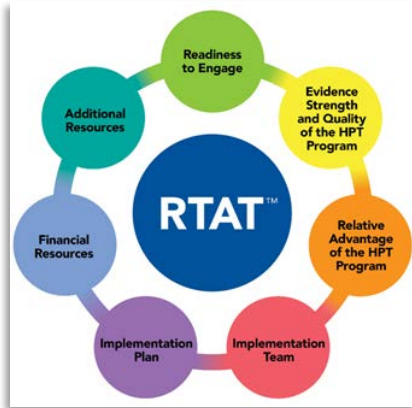 Readiness
to Engage
Evidence
Strength
and Quality
of the HPT
Program
Relative
Advantage
of the HPT
Program
Implementation
Team
Implementation
Plan
Financial
Resources
Additional
Resources
RTAT™